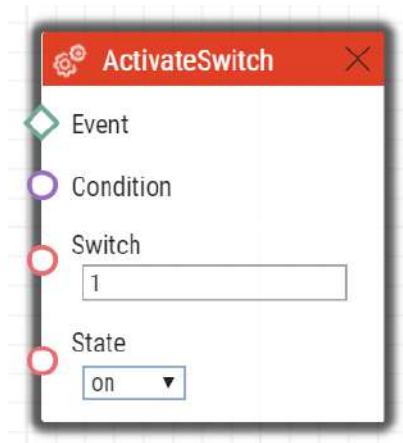 ActivateSwitch
Event
Condition
Switch
1
State
on